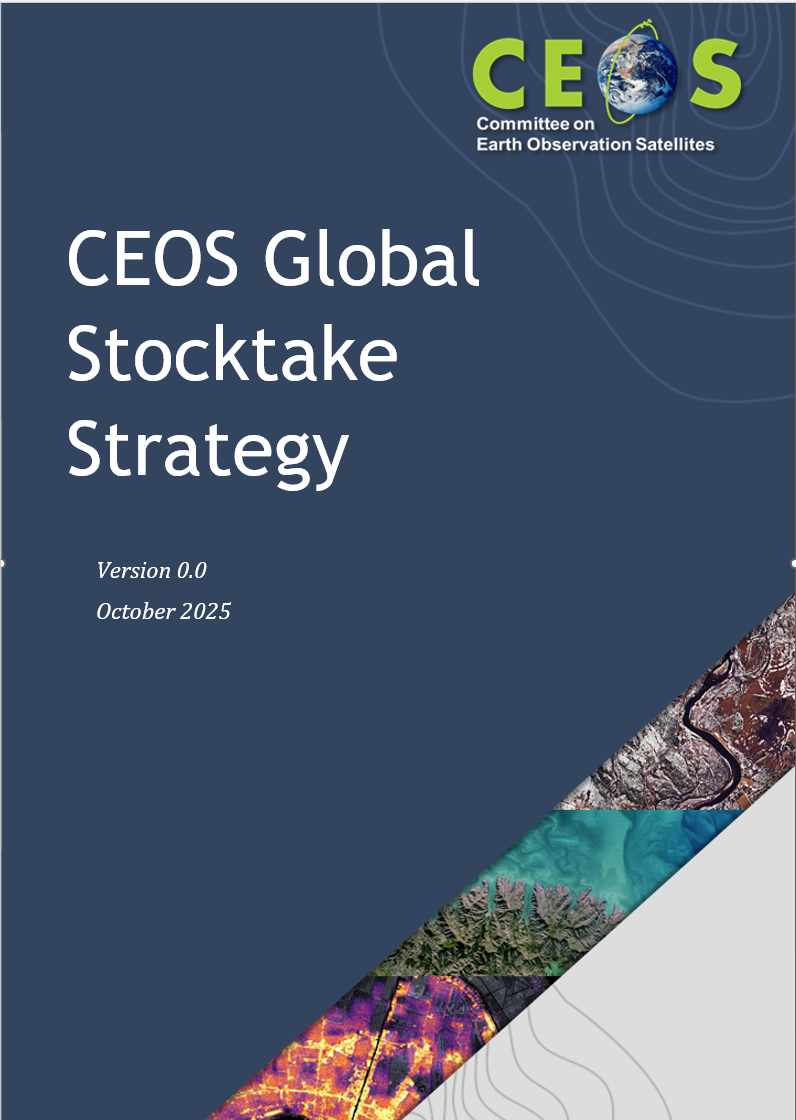 CEOS
Committee on
Earth Observation Satellites
CEOS Global
Stocktake
Strategy
Version 0.0
October 2025